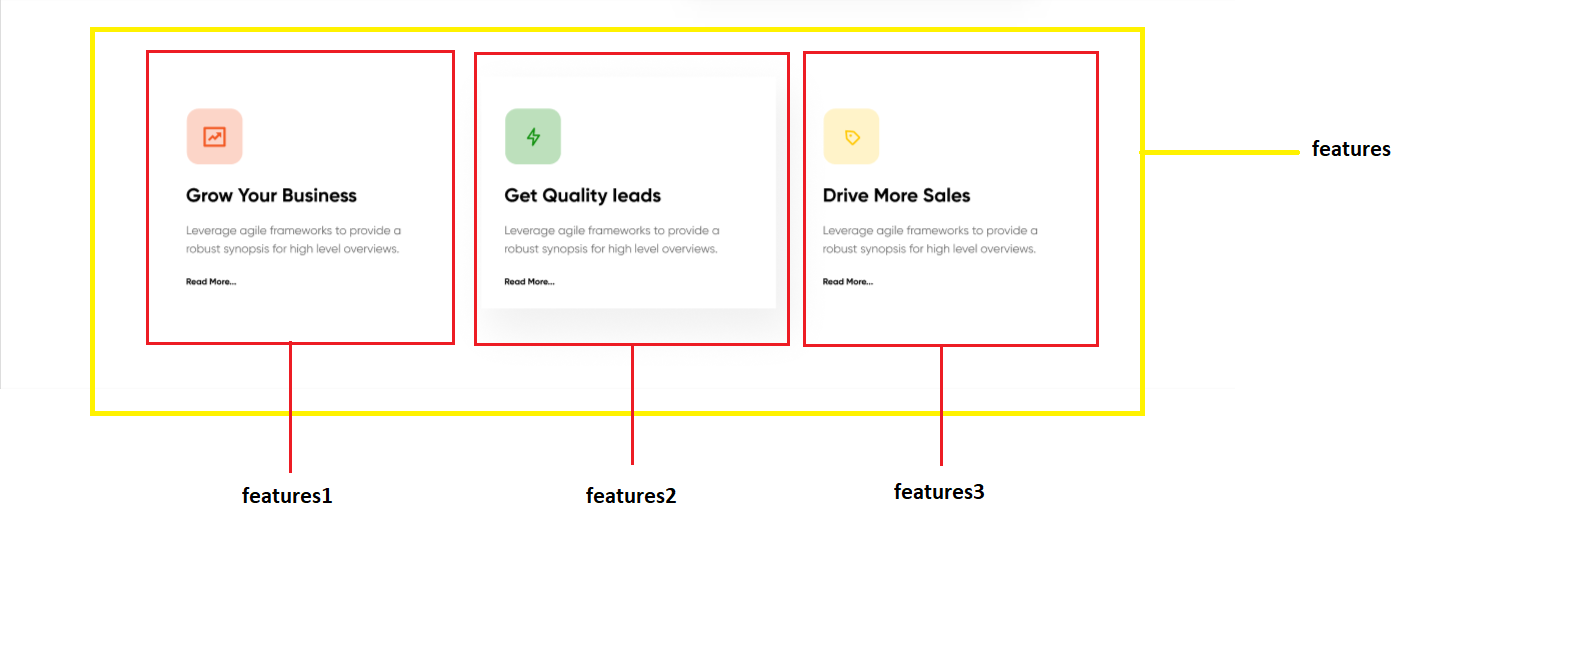 Grow Your Business
Leverage agile frameworks to provide a
robust synopsis for high level overviews.
Read More...
Get Quality leads
Leverage agile frameworks to provide a
robust synopsis for high level overviews.
Read More...
Drive More Sales
Leverage agile frameworks to provide a
robust synopsis for high level overviews.
Read More...
features
features1
features2
features3